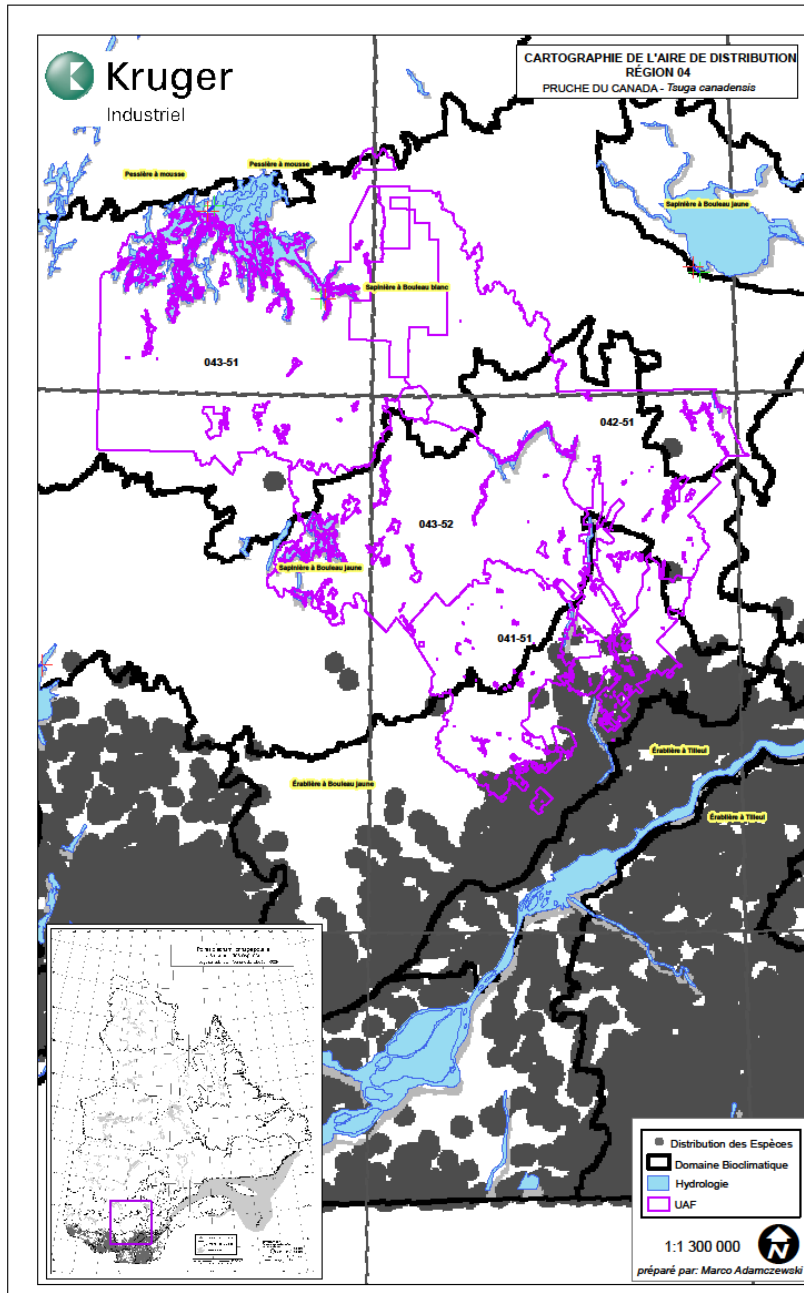 Kruger
Industriel
CARTOGRAPHIE DE L'AIRE DE DISTRIBUTION
RÉGION 04
PRUCHE DU CANADA - Tsuga canadensis
Pessière à mousse
Pessière à mousse
Sapinière à Bouleau jaune
Sapinière à Bouleau blanc
043-51
042-51
043-52
Sapinière à Bouleau jaune
041-51
Érablière à Tilleul
Érablière à Bouleau jaune
Érablière à Tilleul
Distribution des Espèces
Domaine Bioclimatique
Hydrologie
UAF
1:1 300 000
N
préparé par: Marco Adamczewski